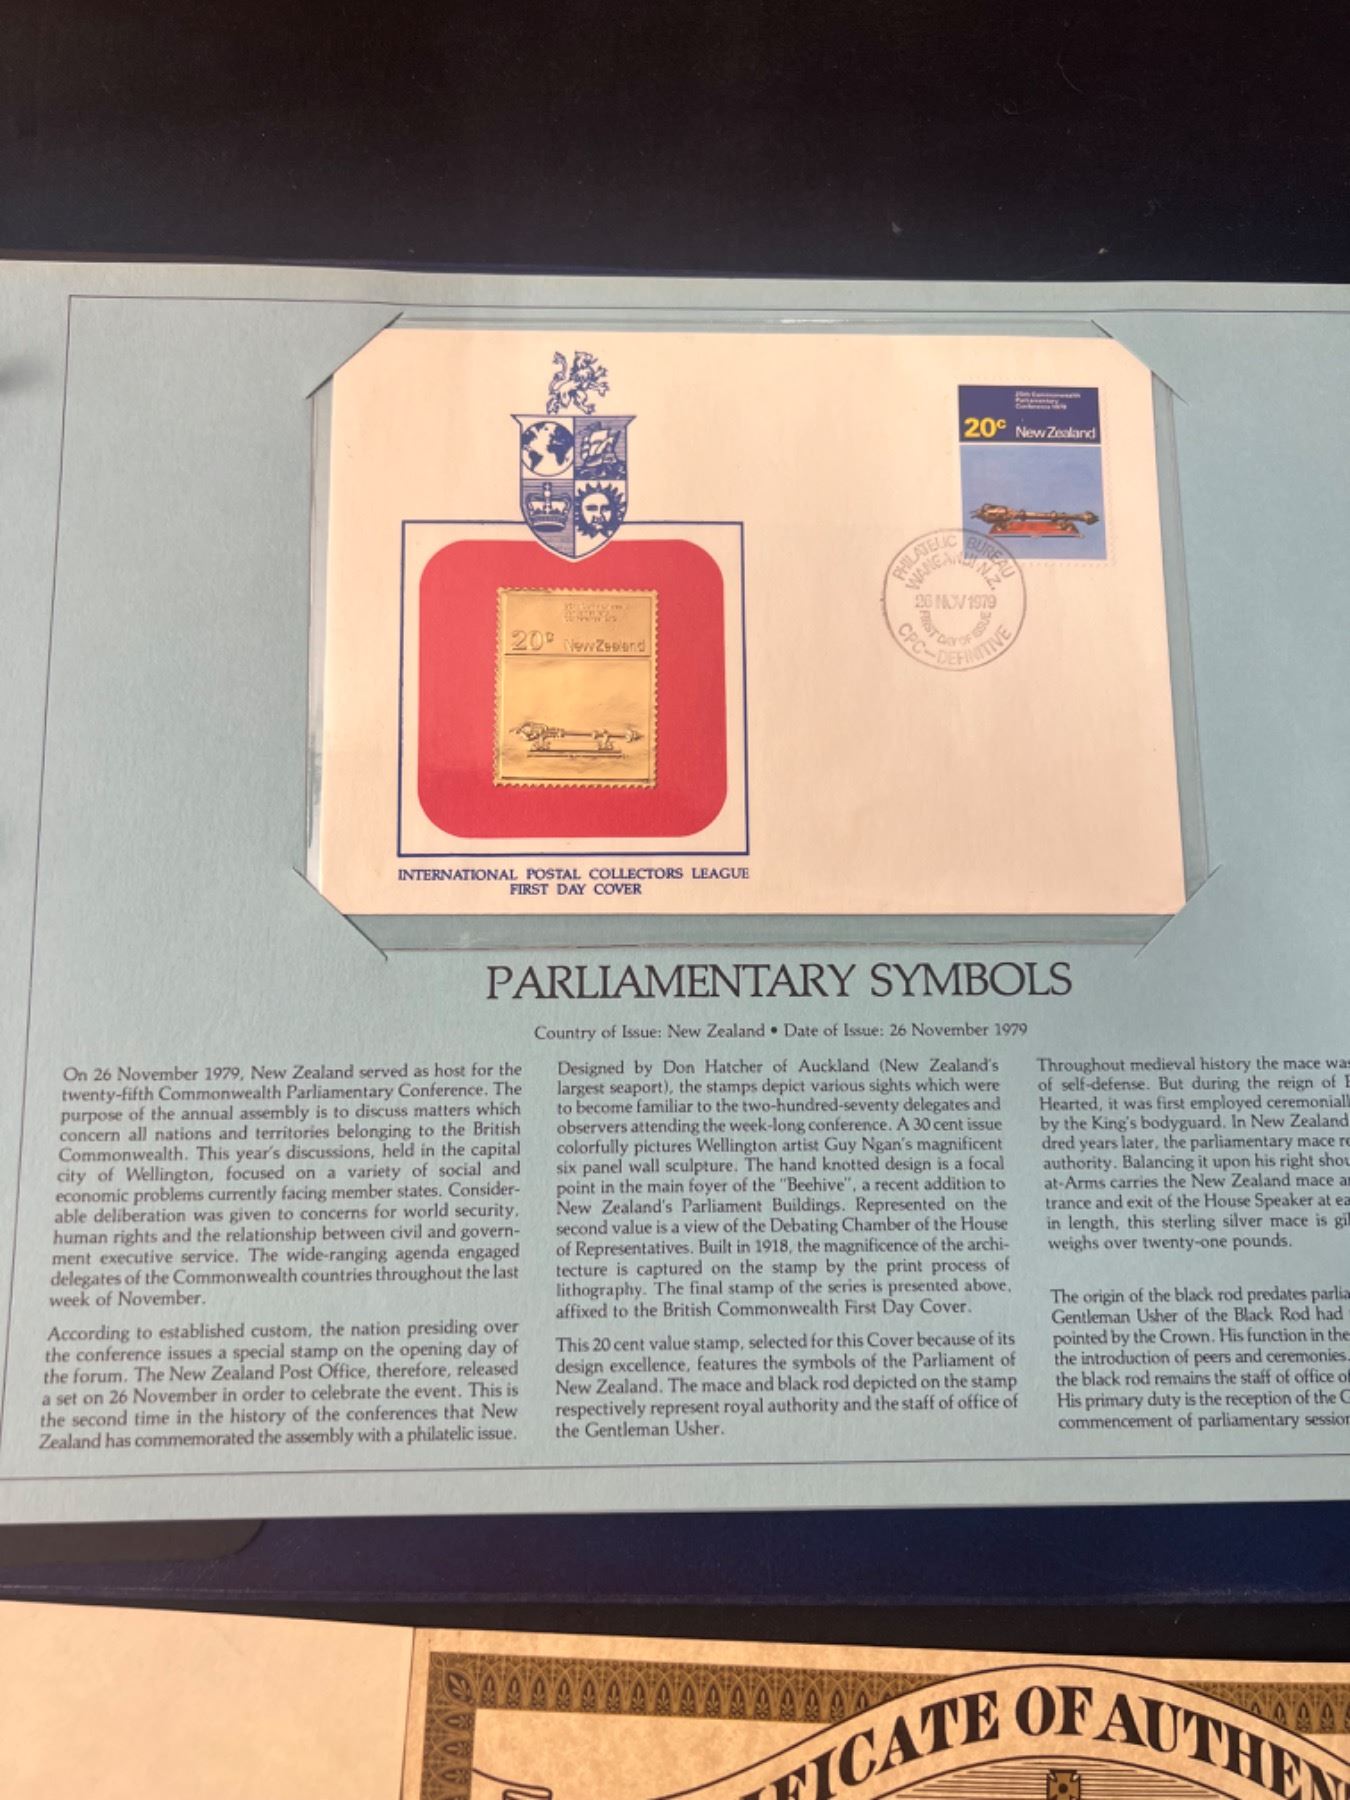 25th Commonwealth
Parliamentary
Conference 1979
20c New Zealand
PHILATELIC BUREAU
WANGANUI N.Z.
26 NOV 1979
FIRST DAY OF ISSUE
CPC-DEFINITIVE
20c New Zealand
INTERNATIONAL POSTAL COLLECTORS LEAGUE
FIRST DAY COVER
PARLIAMENTARY SYMBOLS
Country of Issue: New Zealand • Date of Issue: 26 November 1979
On 26 November 1979, New Zealand served as host for the
twenty-fifth Commonwealth Parliamentary Conference. The
purpose of the annual assembly is to discuss matters which
concern all nations and territories belonging to the British
Commonwealth. This year's discussions, held in the capital
city of Wellington, focused on a variety of social and
economic problems currently facing member states. Consider-
able deliberation was given to concerns for world security,
human rights and the relationship between civil and govern-
ment executive service. The wide-ranging agenda engaged
delegates of the Commonwealth countries throughout the last
week of November.
According to established custom, the nation presiding over
the conference issues a special stamp on the opening day of
the forum. The New Zealand Post Office, therefore, released
a set on 26 November in order to celebrate the event. This is
the second time in the history of the conferences that New
Zealand has commemorated the assembly with a philatelic issue.
Designed by Don Hatcher of Auckland (New Zealand's
largest seaport), the stamps depict various sights which were
to become familiar to the two-hundred-seventy delegates and
observers attending the week-long conference. A 30 cent issue
colorfully pictures Wellington artist Guy Ngan's magnificent
six panel wall sculpture. The hand knotted design is a focal
point in the main foyer of the "Beehive", a recent addition to
New Zealand's Parliament Buildings. Represented on the
second value is a view of the Debating Chamber of the House
of Representatives. Built in 1918, the magnificence of the archi-
tecture is captured on the stamp by the print process of
lithography. The final stamp of the series is presented above,
affixed to the British Commonwealth First Day Cover.
This 20 cent value stamp, selected for this Cover because of its
design excellence, features the symbols of the Parliament of
New Zealand. The mace and black rod depicted on the stamp
respectively represent royal authority and the staff of office of
the Gentleman Usher.
Throughout medieval history the mace was
of self-defense. But during the reign of
Hearted, it was first employed ceremoniall
by the King's bodyguard. In New Zealand
dred years later, the parliamentary mace re
authority. Balancing it upon his right shou
at-Arms carries the New Zealand mace a
trance and exit of the House Speaker at ea
in length, this sterling silver mace is gil
weighs over twenty-one pounds.
The origin of the black rod predates parlia
Gentleman Usher of the Black Rod had
pointed by the Crown. His function in the
the introduction of peers and ceremonies.
the black rod remains the staff of office of
His primary duty is the reception of the
commencement of parliamentary session
IFICATE OF AUTHEN